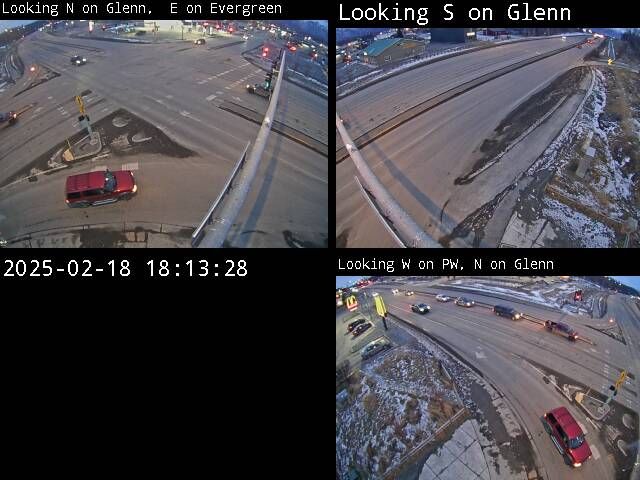 Looking N on Glenn,  E on Evergreen
Looking S on Glenn
2025-02-18 18:13:28
Looking W on PW, N on Glenn